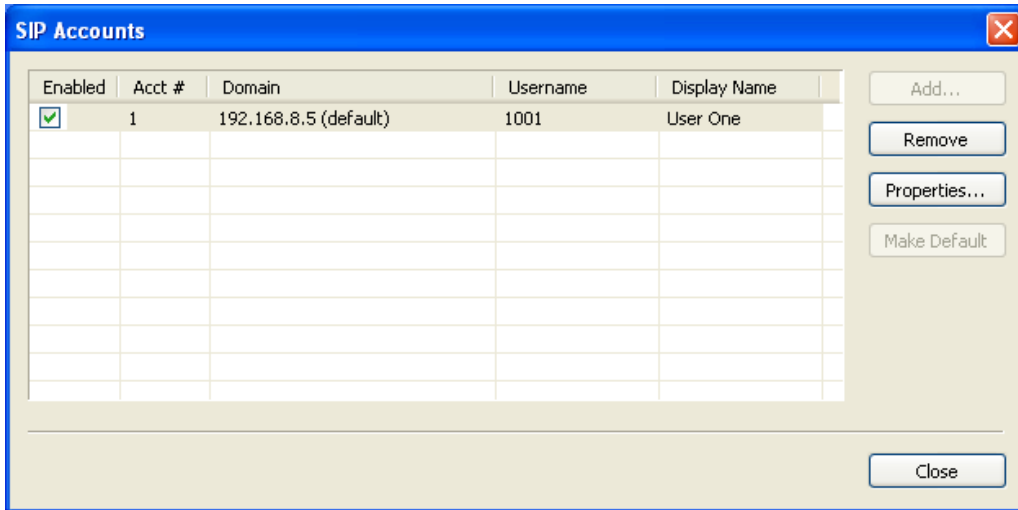 SIP Accounts
Enabled Acct # Domain Username Display Name
1 192.168.8.5 (default) 1001 User One
Add...
Remove
Properties...
Make Default
Close